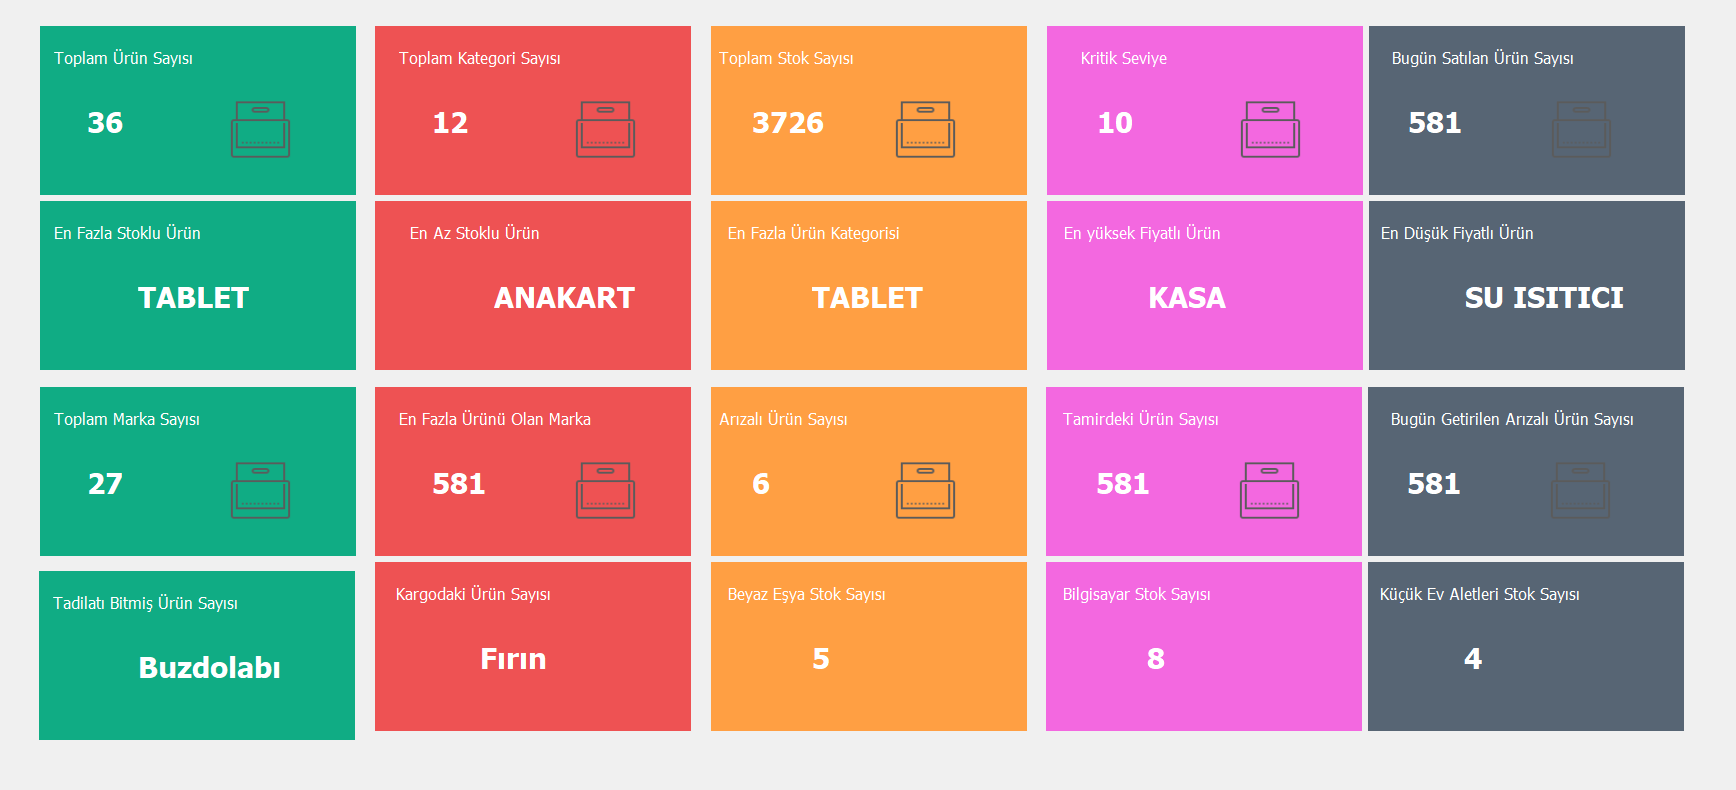 Toplam Ürün Sayısı
36
Toplam Kategori Sayısı
12
Toplam Stok Sayısı
3726
Kritik Seviye
10
Bugün Satılan Ürün Sayısı
581
En Fazla Stoklu Ürün
TABLET
En Az Stoklu Ürün
ANAKART
En Fazla Ürün Kategorisi
TABLET
En yüksek Fiyatlı Ürün
KASA
En Düşük Fiyatlı Ürün
SU ISITICI
Toplam Marka Sayısı
27
En Fazla Ürünü Olan Marka
581
Arızalı Ürün Sayısı
6
Tamirdeki Ürün Sayısı
581
Bugün Getirilen Arızalı Ürün Sayısı
581
Tadilatı Bitmiş Ürün Sayısı
Buzdolabı
Kargodaki Ürün Sayısı
Fırın
Beyaz Eşya Stok Sayısı
5
Bilgisayar Stok Sayısı
8
Küçük Ev Aletleri Stok Sayısı
4